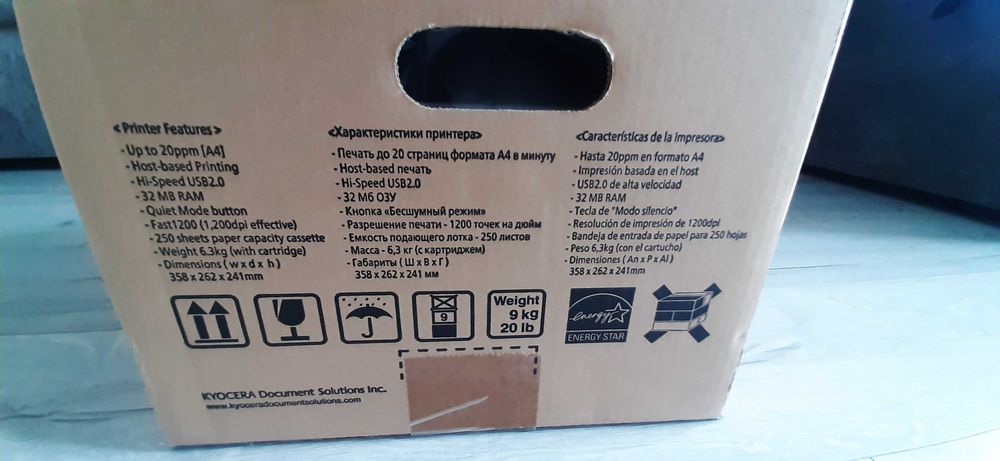 <Printer Features>
- Up to 20ppm [A4]
- Host-based Printing
- Hi-Speed USB2.0
- 32 MB RAM
- Quiet Mode button
- Fast1200 (1,200dpi effective)
- 250 sheets paper capacity cassette
- Weight 6.3kg (with cartridge)
- Dimensions ( w x d x h )
358 x 262 x 241mm
<Характеристики принтера>
- Печать до 20 страниц формата А4 в минуту
- Host-based печать
- Hi-Speed USB2.0
- 32 Мб ОЗУ
- Кнопка «Бесшумный режим»
- Разрешение печати - 1200 точек на дюйм
- Емкость подающего лотка - 250 листов
- Масса - 6,3 кг (с картриджем)
- Габариты ( Ш х В х Г )
358 x 262 x 241 мм
<Características de la Impresora>
- Hasta 20ppm en formato A4
- Impresión basada en el host
- USB2.0 de alta velocidad
- 32 MB RAM
- Tecla de "Modo silencio"
- Resolución de impresión de 1200dpi
- Bandeja de entrada de papel para 250 hojas
- Peso 6,3kg (con el cartucho)
- Dimensiones ( An x P x Al )
358 x 262 x 241mm
9
Weight
9 kg
20 lb
energy
ENERGY STAR
KYOCERA Document Solutions Inc.
www.kyoceradocumentsolutions.com